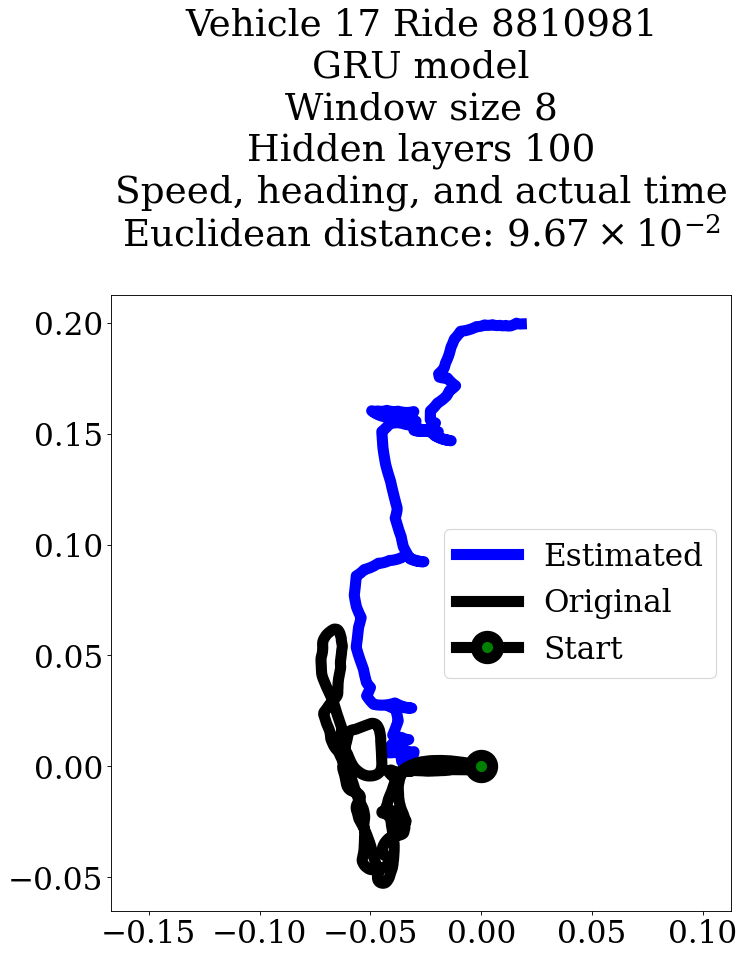 Vehicle 17 Ride 8810981
GRU model
Window size 8
Hidden layers 100
Speed, heading, and actual time
Euclidean distance: 9.67 × 10⁻²
0.20
0.15
0.10
0.05
0.00
−0.05
Estimated
Original
Start
−0.15 −0.10 −0.05 0.00 0.05 0.10